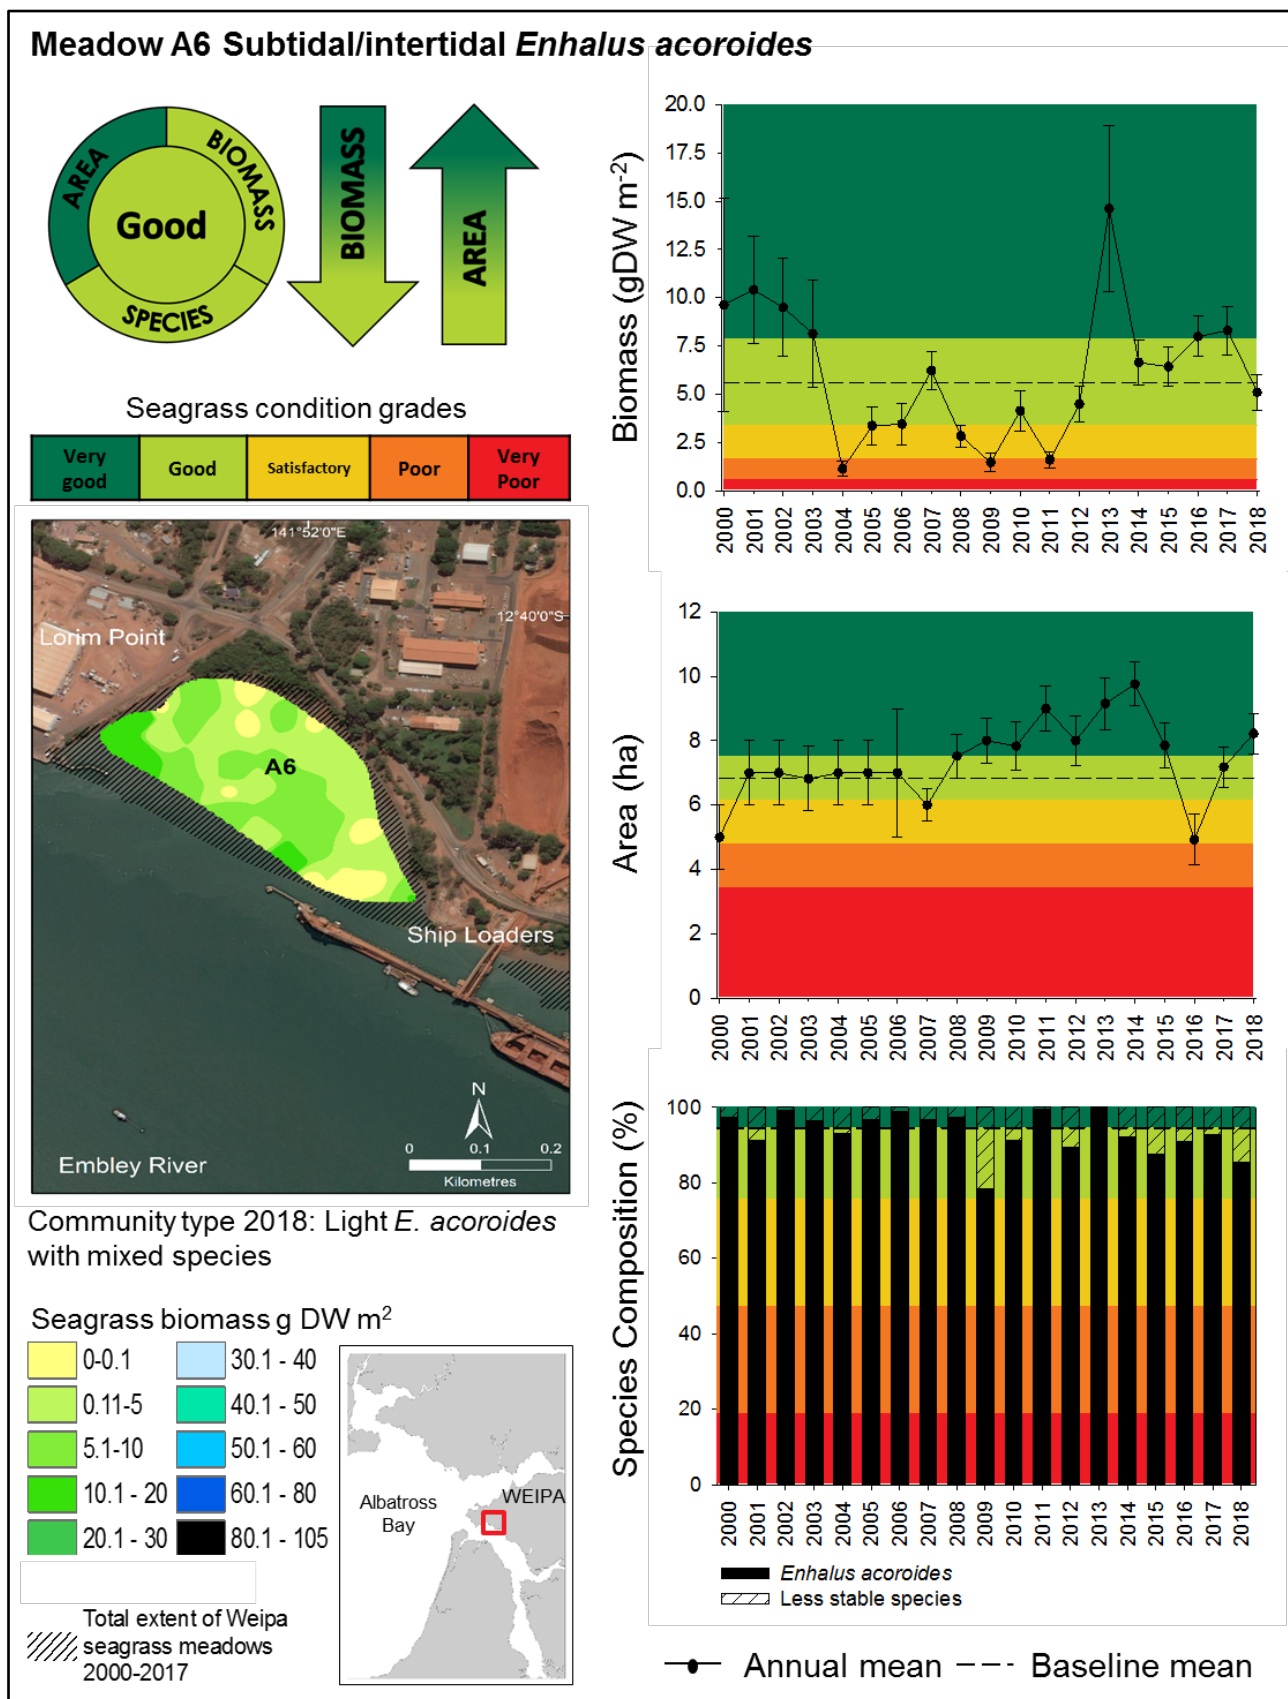 Meadow A6 Subtidal/intertidal Enhalus acoroides
AREA
BIOMASS
SPECIES
Good
BIOMASS
AREA
Seagrass condition grades
Very good
Good
Satisfactory
Poor
Very Poor
141°52'0"E
12°40'0"S
Lorim Point
A6
Ship Loaders
N
0 0.1 0.2
Kilometres
Embley River
Community type 2018: Light E. acoroides
with mixed species
Seagrass biomass g DW m2
0-0.1
0.11-5
5.1-10
10.1 - 20
20.1 - 30
30.1 - 40
40.1 - 50
50.1 - 60
60.1 - 80
80.1 - 105
Total extent of Weipa
seagrass meadows
2000-2017
Albatross
Bay
WEIPA
Biomass (gDW m-2)
20.0
17.5
15.0
12.5
10.0
7.5
5.0
2.5
0.0
2000 2001 2002 2003 2004 2005 2006 2007 2008 2009 2010 2011 2012 2013 2014 2015 2016 2017 2018
Area (ha)
12
10
8
6
4
2
0
2000 2001 2002 2003 2004 2005 2006 2007 2008 2009 2010 2011 2012 2013 2014 2015 2016 2017 2018
Species Composition (%)
100
80
60
40
20
0
2000 2001 2002 2003 2004 2005 2006 2007 2008 2009 2010 2011 2012 2013 2014 2015 2016 2017 2018
Enhalus acoroides
Less stable species
Annual mean
Baseline mean